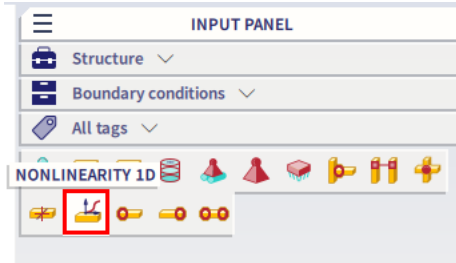 INPUT PANEL
Structure
Boundary conditions
All tags
NONLINEARITY 1D